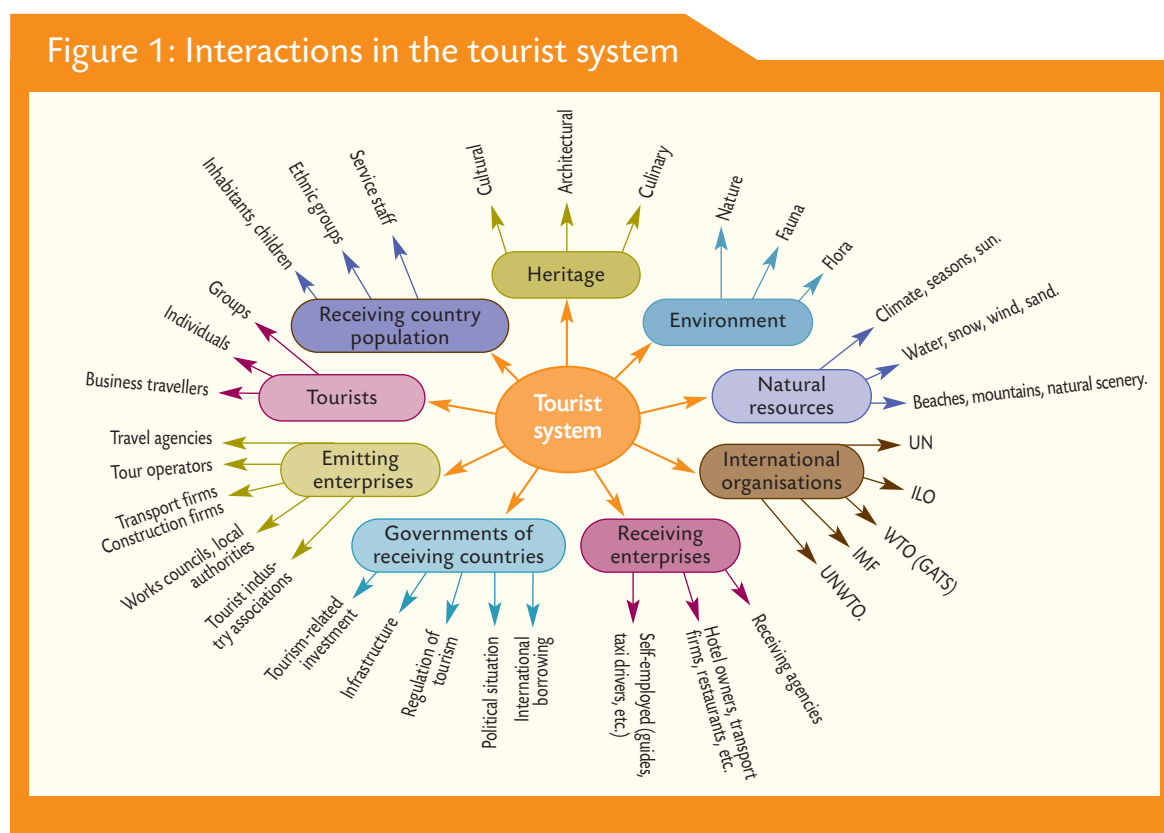 Figure 1: Interactions in the tourist system
Tourist
system
Heritage
Cultural
Architectural
Culinary
Environment
Nature
Fauna
Flora
Natural
resources
Climate, seasons, sun.
Water, snow, wind, sand.
Beaches, mountains, natural scenery.
International
organisations
UN
ILO
WTO (GATS)
IMF
UNWTO.
Receiving
enterprises
Receiving agencies
Hotel owners, transport
firms, restaurants, etc.
Self-employed (guides,
taxi drivers, etc.)
Governments of
receiving countries
International
borrowing
Political situation
Regulation of
tourism
Infrastructure
Tourism-related
investment
Emitting
enterprises
Tourist indus-
try associations
Works councils, local
authorities
Transport firms
Construction firms
Tour operators
Travel agencies
Tourists
Business travellers
Individuals
Groups
Receiving country
population
Inhabitants, children
Ethnic groups
Service staff